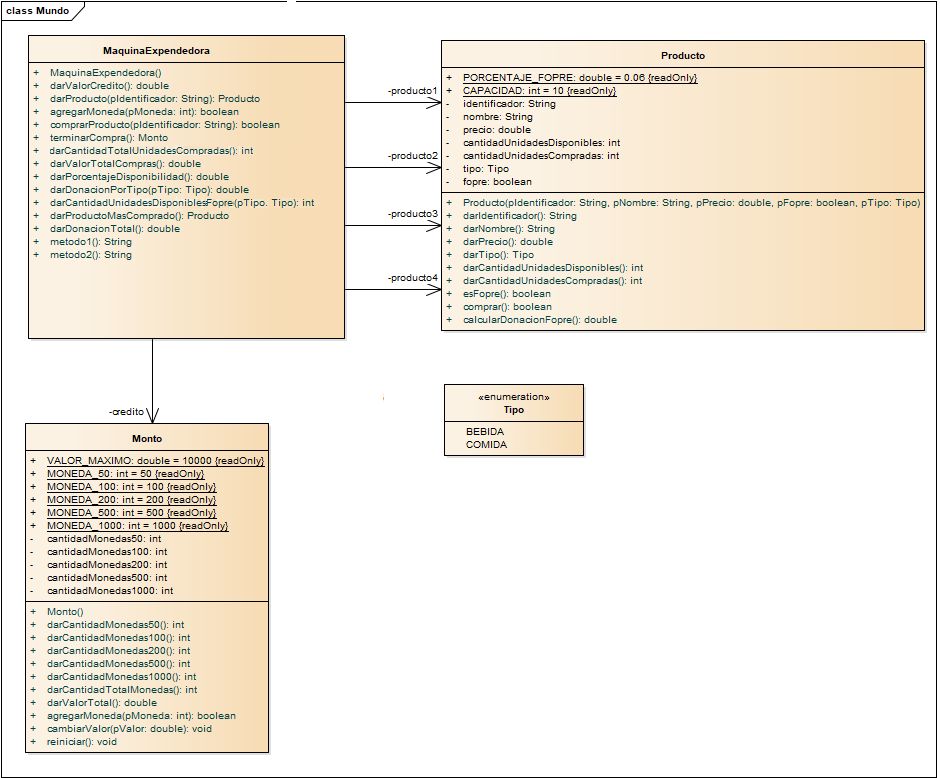 class Mundo
MaquinaExpendedora
+ MaquinaExpendedora()
+ darValorCredito(): double
+ darProducto(pIdentificador: String): Producto
+ agregarMoneda(pMoneda: int): boolean
+ comprarProducto(pIdentificador: String): boolean
+ terminarCompra(): Monto
+ darCantidadTotalUnidadesCompradas(): int
+ darValorTotalCompras(): double
+ darPorcentajeDisponibilidad(): double
+ darDonacionPorTipo(pTipo: Tipo): double
+ darCantidadUnidadesDisponiblesFopre(pTipo. Tipo): int
+ darProductoMasComprado(): Producto
+ darDonacionTotal(): double
+ metodo1(): String
+ metodo2(): String
-producto1
-producto2
-producto3
-producto4
Producto
+ PORCENTAJE_FOPRE: double = 0.06 {readOnly}
+ CAPACIDAD: int = 10 {readOnly}
- identificador: String
- nombre: String
- precio: double
- cantidadUnidadesDisponibles: int
- cantidadUnidadesCompradas: int
- tipo: Tipo
- fopre: boolean
+ Producto(pIdentificador: String, pNombre: String, pPrecio: double, pFopre: boolean, pTipo: Tipo)
+ darIdentificador(): String
+ darNombre(): String
+ darPrecio(): double
+ darTipo(): Tipo
+ darCantidadUnidadesDisponibles(): int
+ darCantidadUnidadesCompradas(): int
+ esFopre(): boolean
+ comprar(): boolean
+ calcularDonacionFopre(): double
-credito
Monto
+ VALOR_MAXIMO: double = 10000 {readOnly}
+ MONEDA_50: int = 50 {readOnly}
+ MONEDA_100: int = 100 {readOnly}
+ MONEDA_200: int = 200 {readOnly}
+ MONEDA_500: int = 500 {readOnly}
+ MONEDA_1000: int = 1000 {readOnly}
- cantidadMonedas50: int
- cantidadMonedas100: int
- cantidadMonedas200: int
- cantidadMonedas500: int
- cantidadMonedas1000: int
+ Monto()
+ darCantidadMonedas50(): int
+ darCantidadMonedas100(): int
+ darCantidadMonedas200(): int
+ darCantidadMonedas500(): int
+ darCantidadMonedas1000(): int
+ darCantidadTotalMonedas(): int
+ darValorTotal(): double
+ agregarMoneda(pMoneda: int): boolean
+ cambiarValor(pValor: double): void
+ reiniciar(): void
«enumeration»
Tipo
BEBIDA
COMIDA